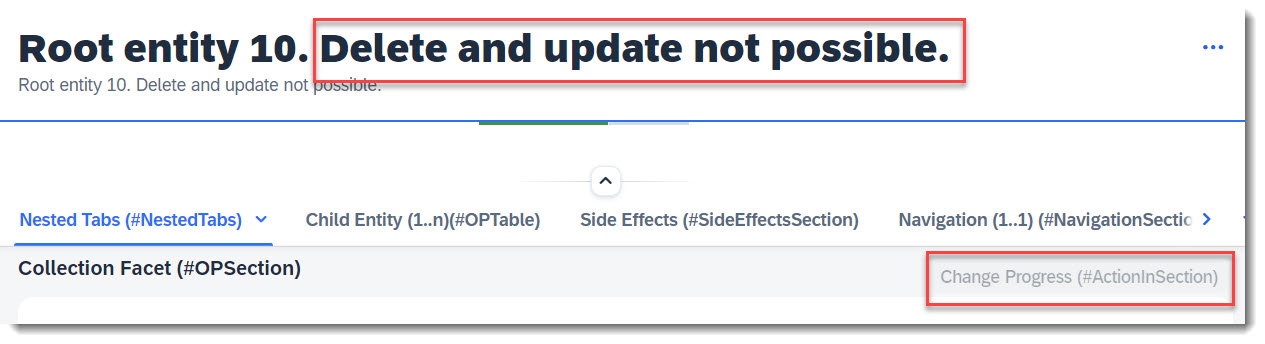 Root entity 10. Delete and update not possible.
Root entity 10. Delete and update not possible.
Nested Tabs (#NestedTabs) Child Entity (1..n)(#OPTable) Side Effects (#SideEffectsSection) Navigation (1..1) (#NavigationSectio
Collection Facet (#OPSection) Change Progress (#ActionInSection)